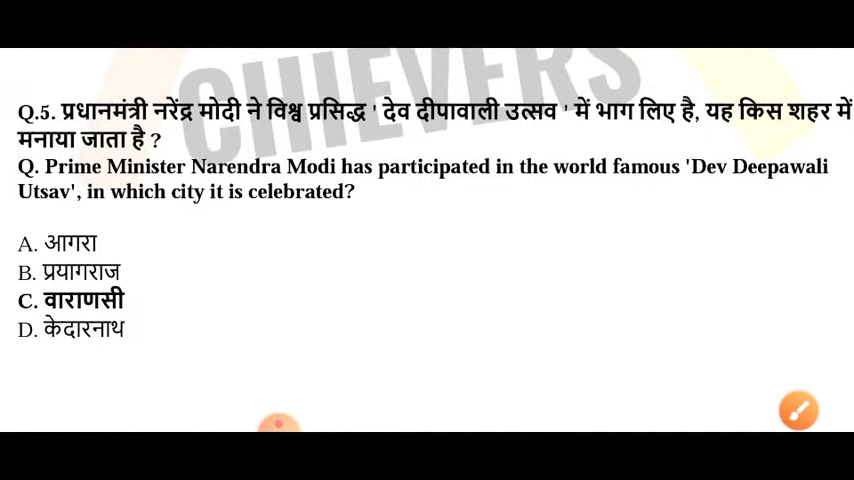 CHIEVERS
Q.5. प्रधानमंत्री नरेंद्र मोदी ने विश्व प्रसिद्ध ' देव दीपावाली उत्सव ' में भाग लिए है, यह किस शहर में
मनाया जाता है ?
Q. Prime Minister Narendra Modi has participated in the world famous 'Dev Deepawali
Utsav', in which city it is celebrated?
A. आगरा
B. प्रयागराज
C. वाराणसी
D. केदारनाथ